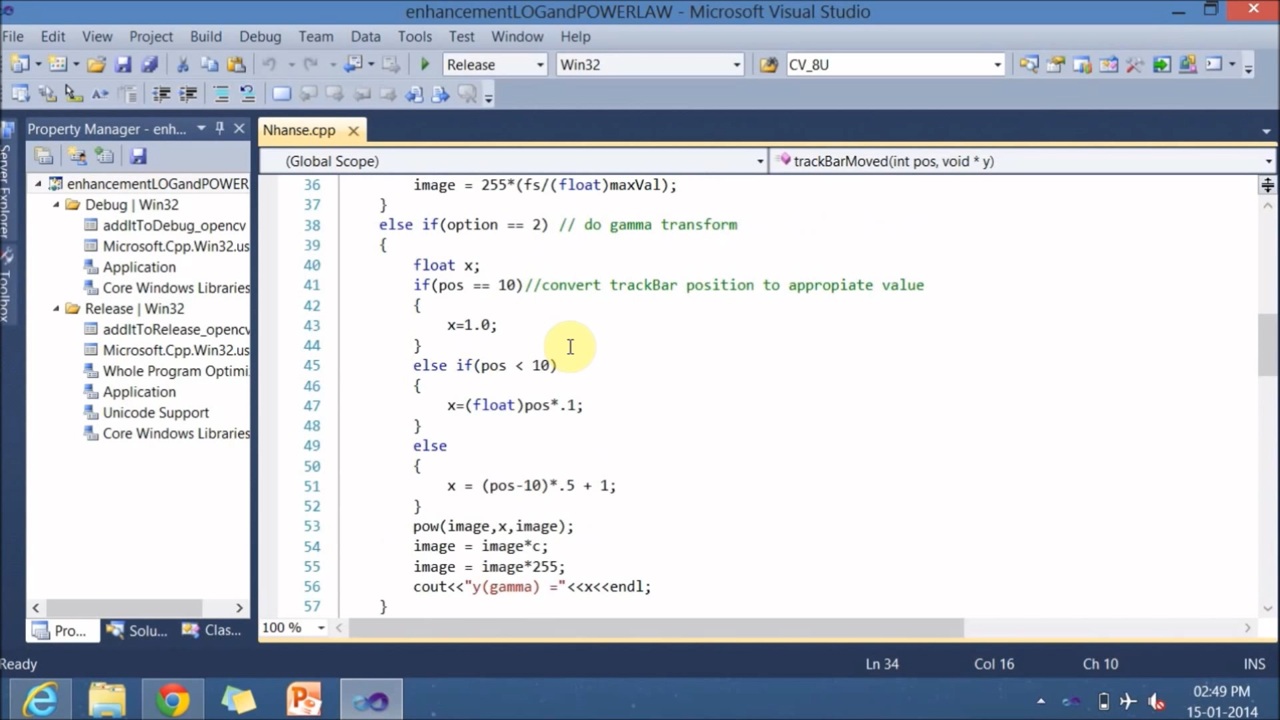 enhancementLOGandPOWERLAW - Microsoft Visual Studio
File Edit View Project Build Debug Team Data Tools Test Window Help
Release Win32 CV_8U
Property Manager - enh...
Nhanse.cpp
(Global Scope) trackBarMoved(int pos, void * y)
Server Explorer
Toolbox
enhancementLOGandPOWER
Debug | Win32
addItToDebug_opencv
Microsoft.Cpp.Win32.us
Application
Core Windows Libraries
Release | Win32
addItToRelease_opencv
Microsoft.Cpp.Win32.us
Whole Program Optimi
Application
Unicode Support
Core Windows Libraries
36 image = 255*(fs/(float)maxVal);
37 }
38 else if(option == 2) // do gamma transform
39 {
40 float x;
41 if(pos == 10)//convert trackBar position to appropiate value
42 {
43 x=1.0;
44 }
45 else if(pos < 10)
46 {
47 x=(float)pos*.1;
48 }
49 else
50 {
51 x = (pos-10)*.5 + 1;
52 }
53 pow(image,x,image);
54 image = image*c;
55 image = image*255;
56 cout<<"y(gamma) ="<<x<<endl;
57 }
Pro... Solu... Clas...
100 %
Ready Ln 34 Col 16 Ch 10 INS
02:49 PM
15-01-2014